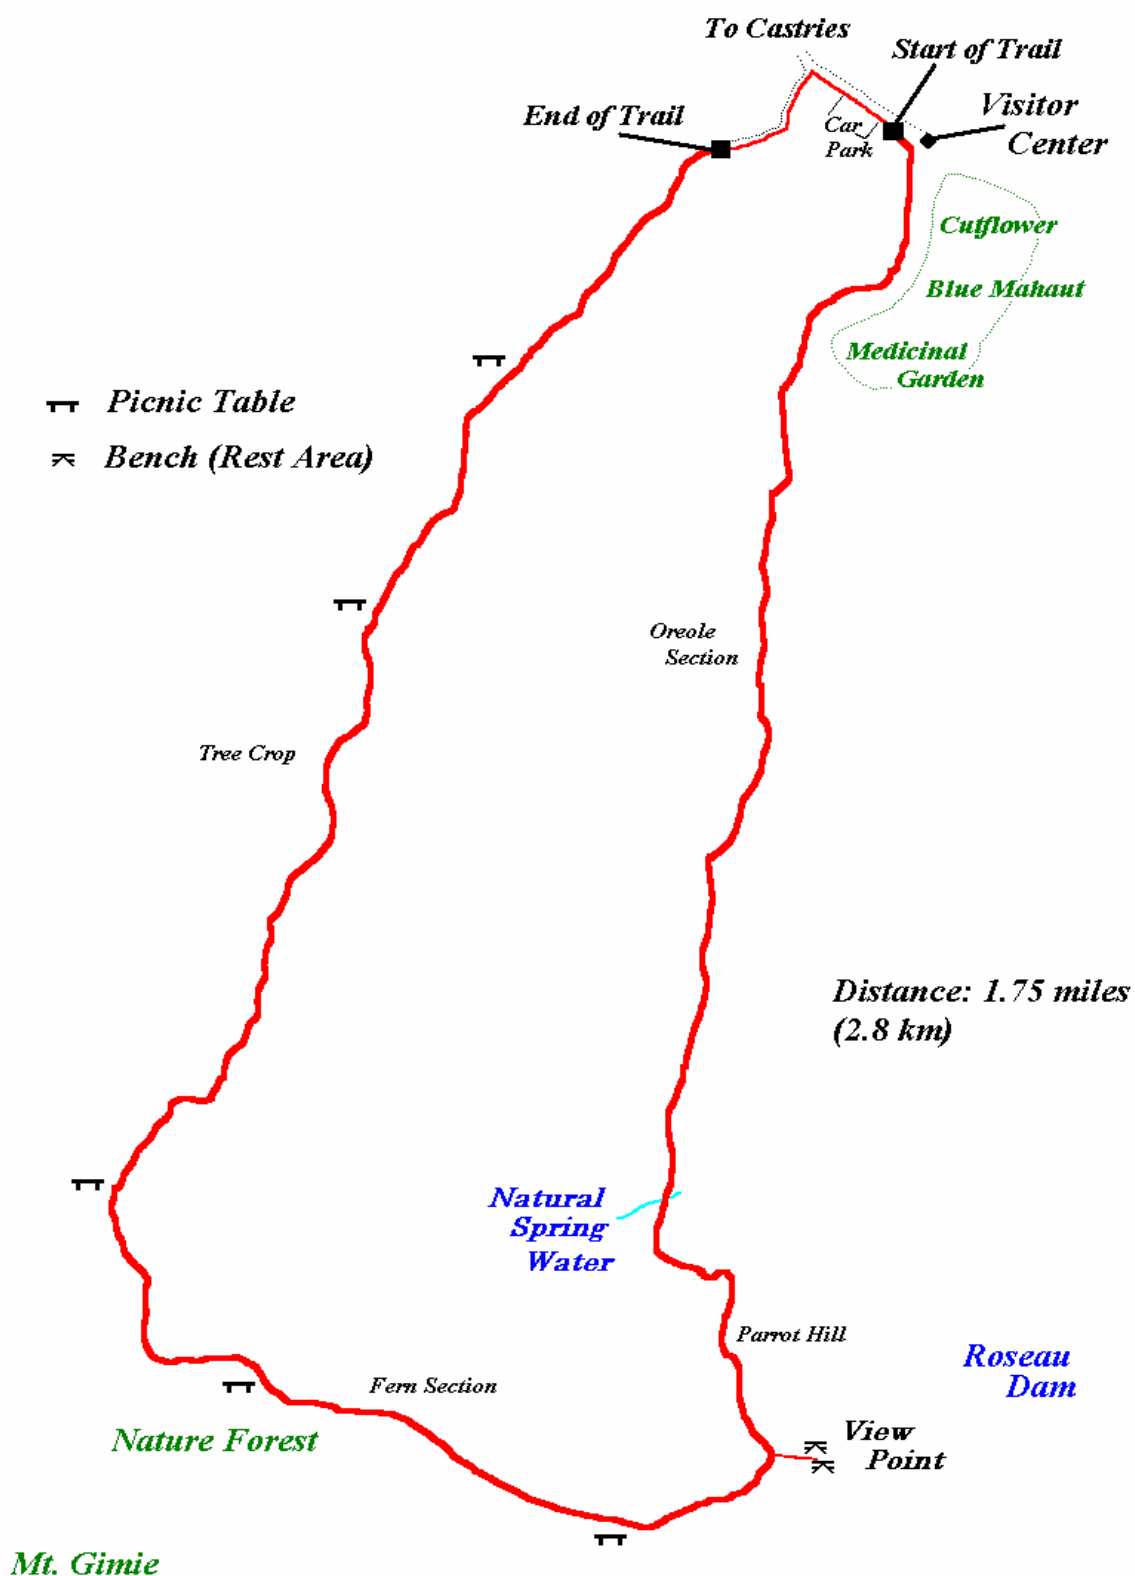 To Castries
Start of Trail
Visitor
Center
End of Trail
Car
Park
Cutflower
Blue Mahaut
Medicinal
Garden
Picnic Table
Bench (Rest Area)
Oreole
Section
Tree Crop
Distance: 1.75 miles
(2.8 km)
Natural
Spring
Water
Parrot Hill
Roseau
Dam
Fern Section
Nature Forest
View
Point
Mt. Gimie